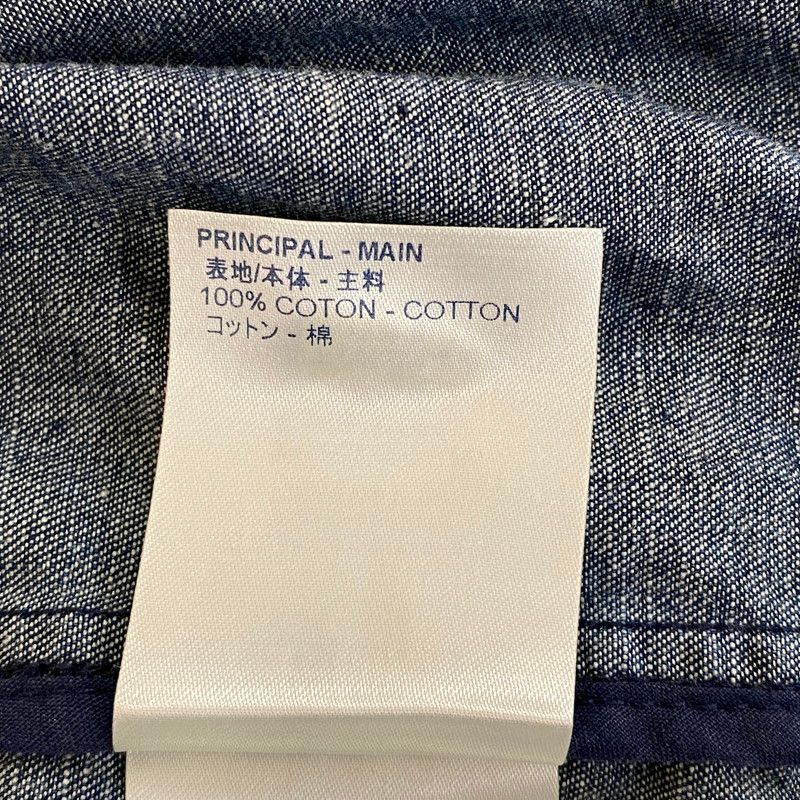 PRINCIPAL - MAIN
表地/本体 - 主料
100% COTON - COTTON
コットン - 棉